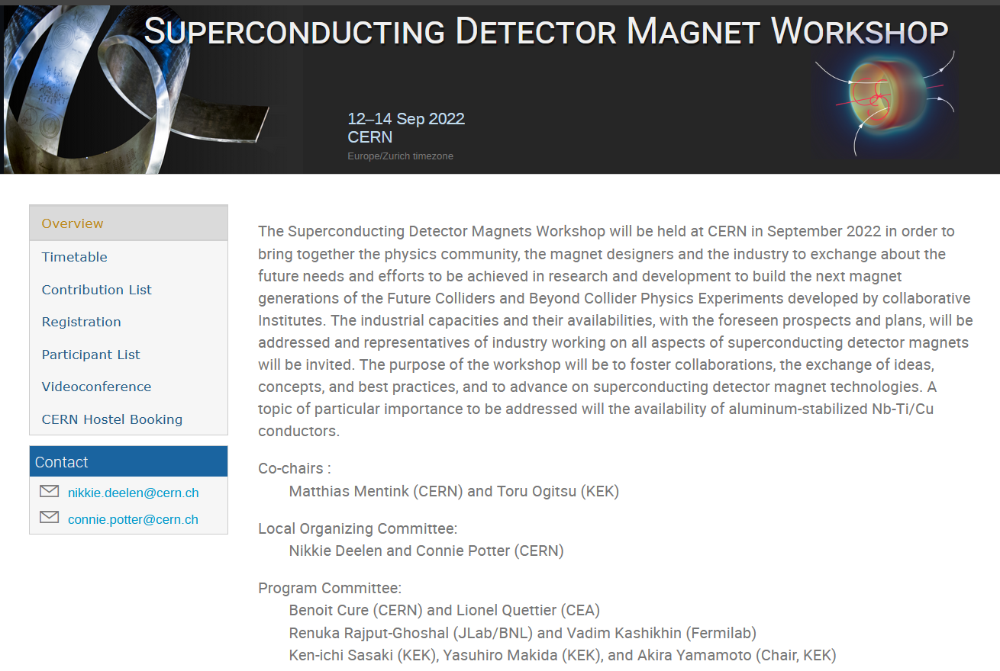 SUPERCONDUCTING DETECTOR MAGNET WORKSHOP
12–14 Sep 2022
CERN
Europe/Zurich timezone
Overview
Timetable
Contribution List
Registration
Participant List
Videoconference
CERN Hostel Booking
Contact
nikkie.deelen@cern.ch
connie.potter@cern.ch
The Superconducting Detector Magnets Workshop will be held at CERN in September 2022 in order to
bring together the physics community, the magnet designers and the industry to exchange about the
future needs and efforts to be achieved in research and development to build the next magnet
generations of the Future Colliders and Beyond Collider Physics Experiments developed by collaborative
Institutes. The industrial capacities and their availabilities, with the foreseen prospects and plans, will be
addressed and representatives of industry working on all aspects of superconducting detector magnets
will be invited. The purpose of the workshop will be to foster collaborations, the exchange of ideas,
concepts, and best practices, and to advance on superconducting detector magnet technologies. A
topic of particular importance to be addressed will the availability of aluminum-stabilized Nb-Ti/Cu
conductors.
Co-chairs :
Matthias Mentink (CERN) and Toru Ogitsu (KEK)
Local Organizing Committee:
Nikkie Deelen and Connie Potter (CERN)
Program Committee:
Benoit Cure (CERN) and Lionel Quettier (CEA)
Renuka Rajput-Ghoshal (JLab/BNL) and Vadim Kashikhin (Fermilab)
Ken-ichi Sasaki (KEK), Yasuhiro Makida (KEK), and Akira Yamamoto (Chair, KEK)